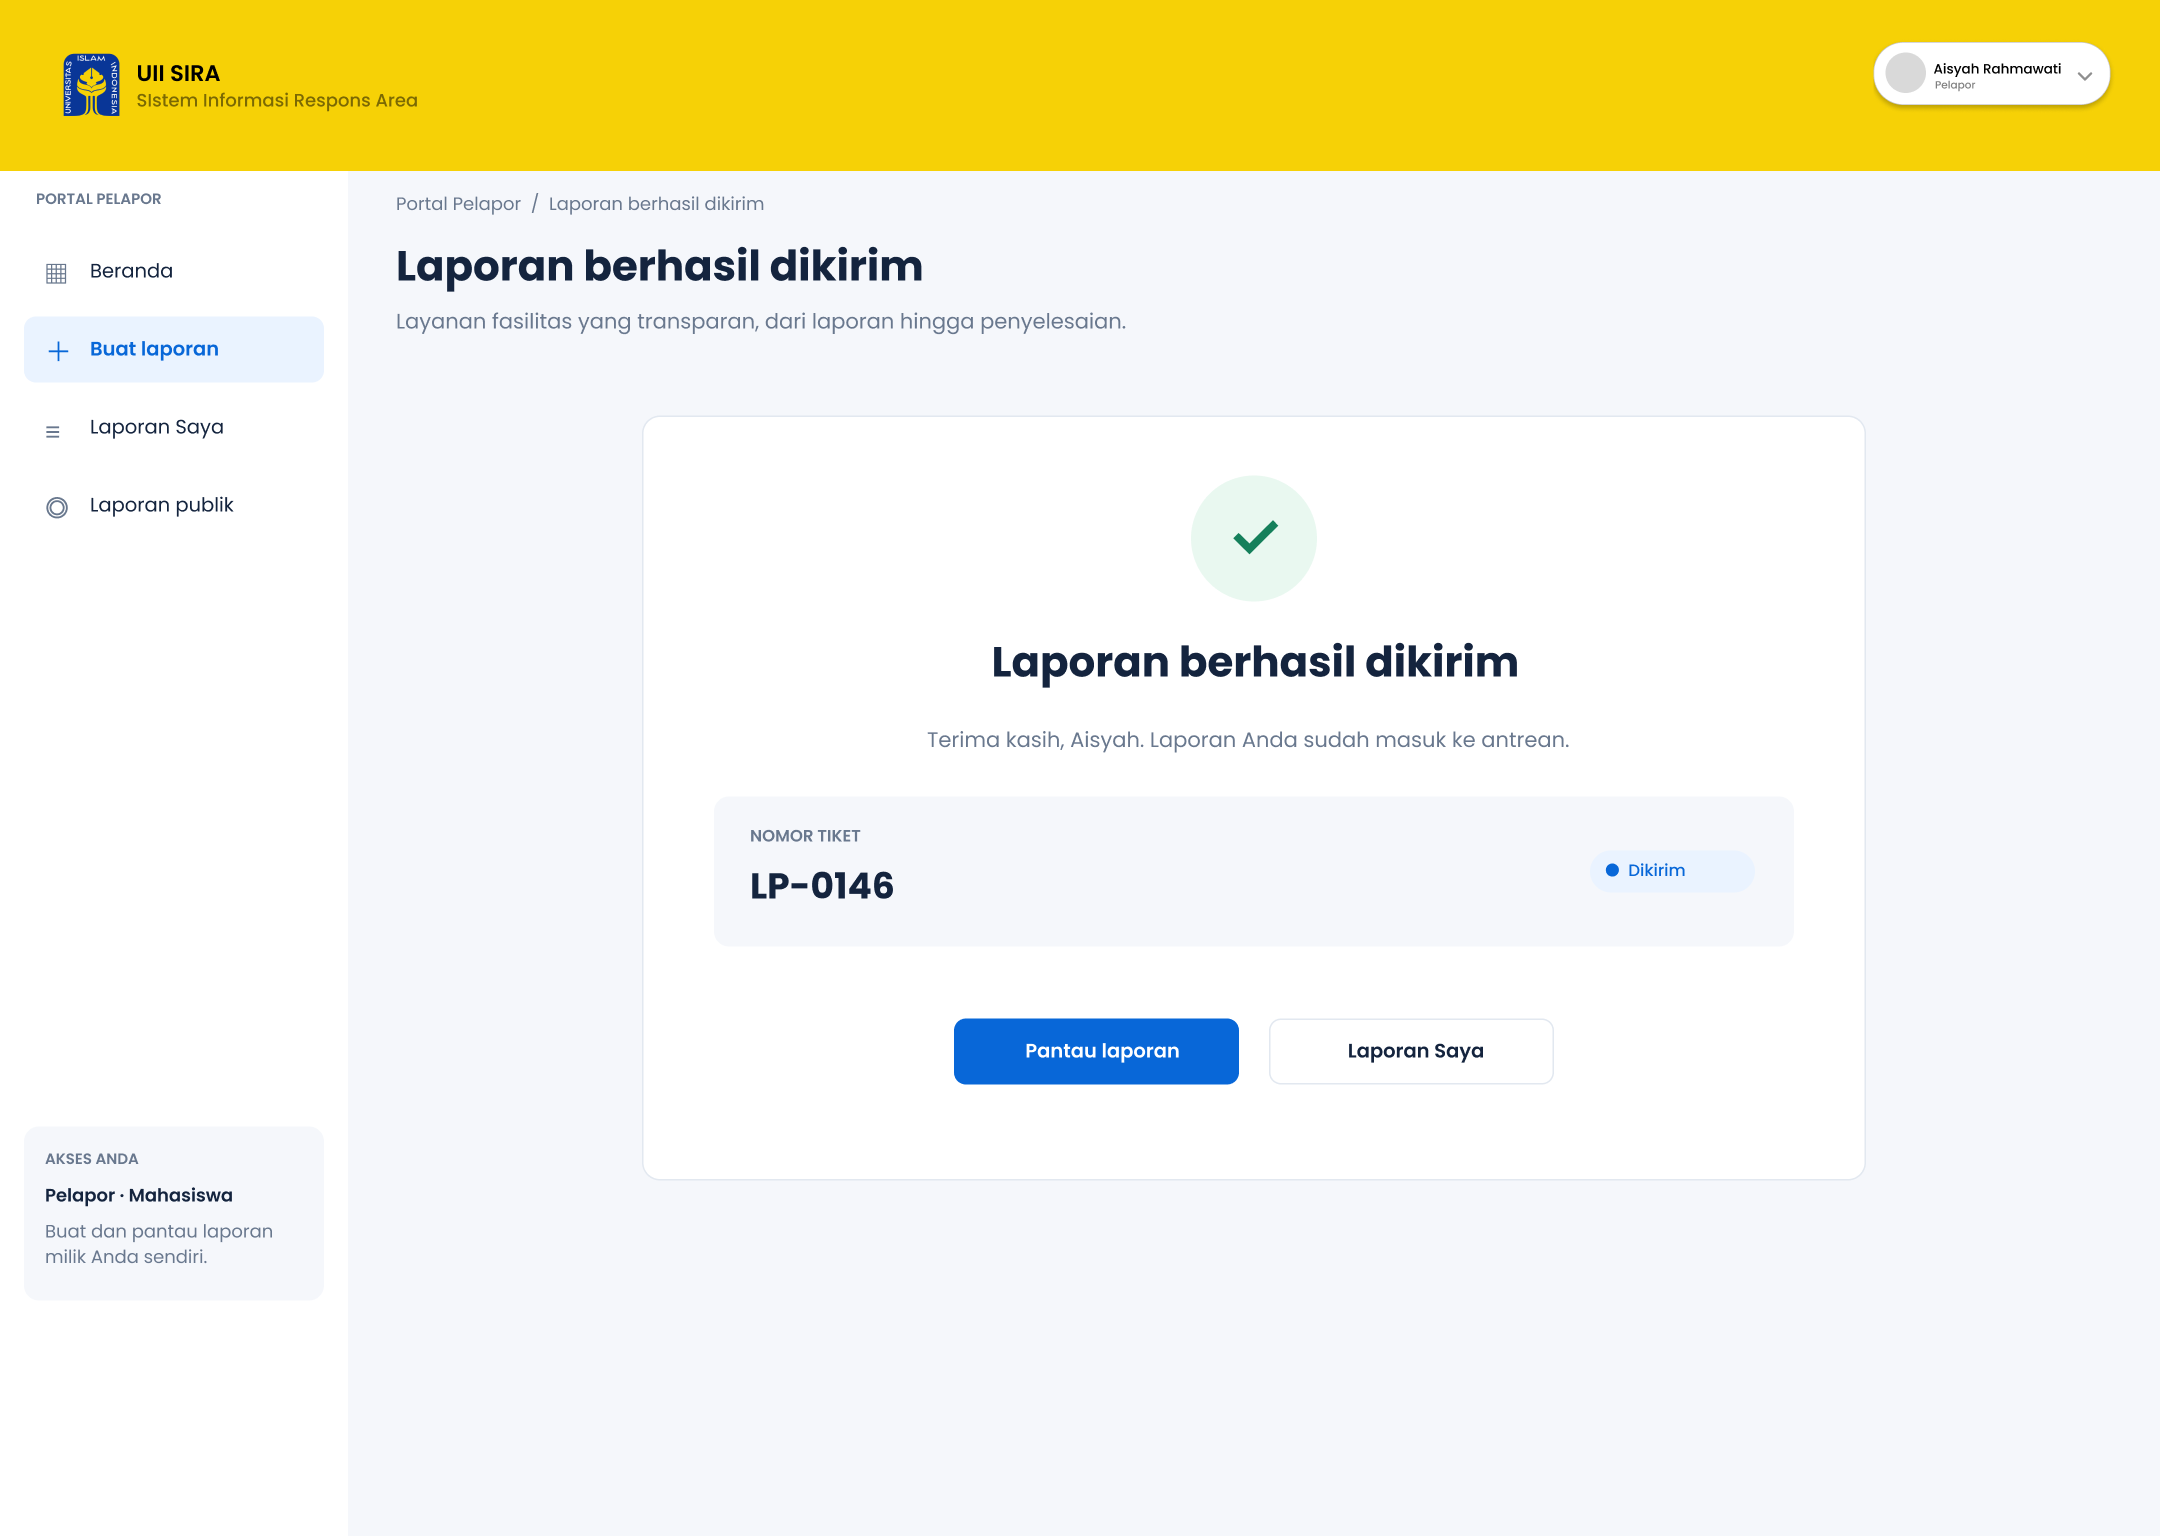 UNIVERSITAS
ISLAM
INDONESIA
UII SIRA
SIstem Informasi Respons Area
Aisyah Rahmawati
Pelapor
PORTAL PELAPOR
Beranda
Buat laporan
Laporan Saya
Laporan publik
AKSES ANDA
Pelapor · Mahasiswa
Buat dan pantau laporan
milik Anda sendiri.
Portal Pelapor / Laporan berhasil dikirim
Laporan berhasil dikirim
Layanan fasilitas yang transparan, dari laporan hingga penyelesaian.
Laporan berhasil dikirim
Terima kasih, Aisyah. Laporan Anda sudah masuk ke antrean.
NOMOR TIKET
LP-0146
Dikirim
Pantau laporan
Laporan Saya